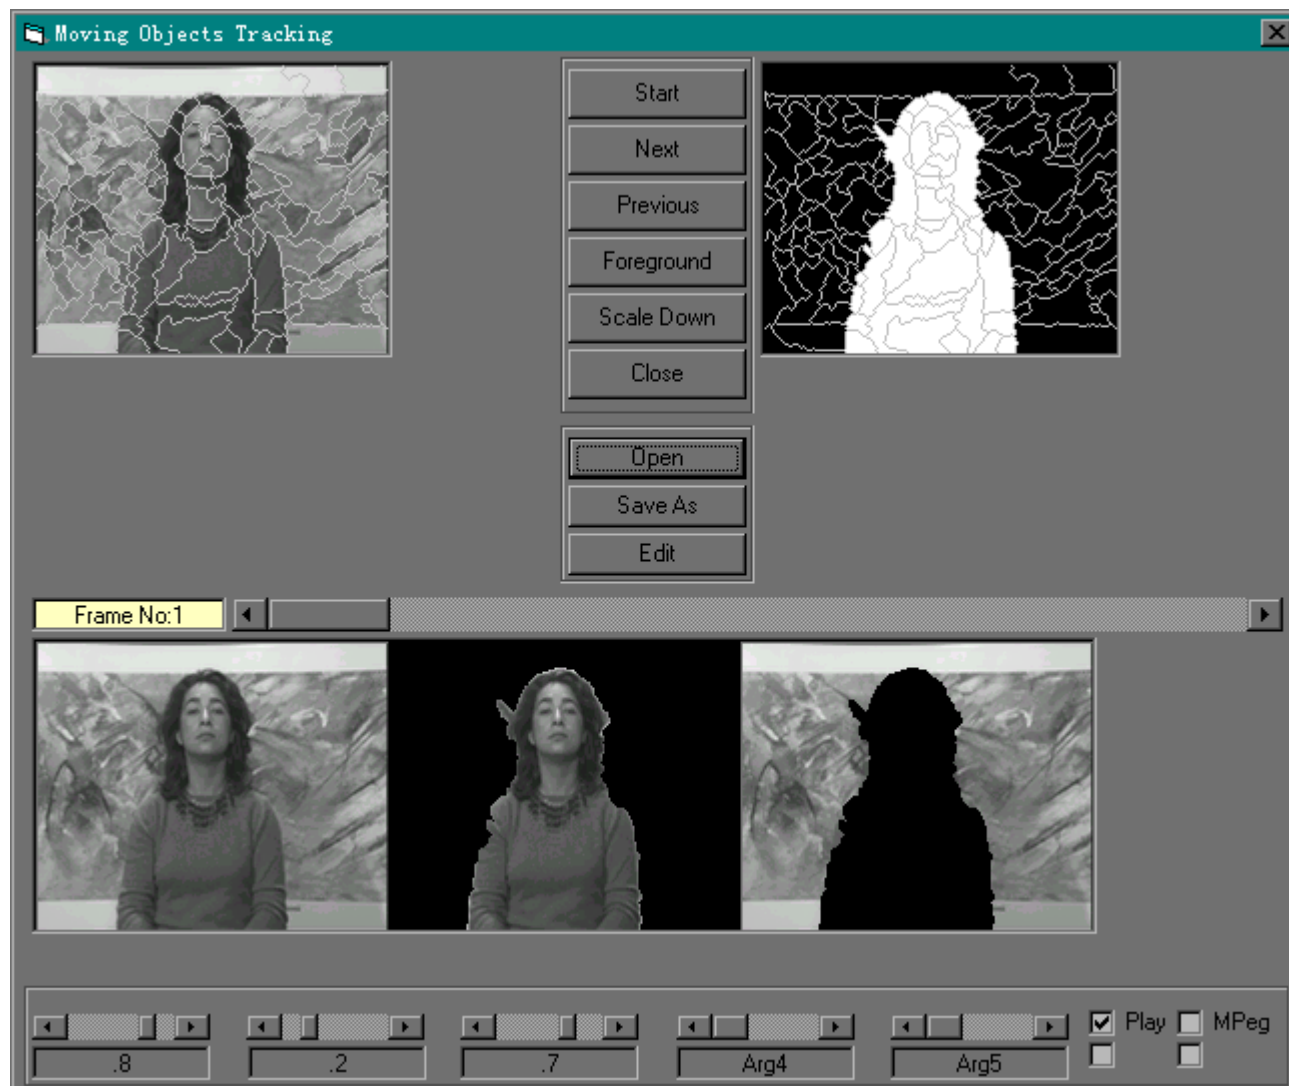 Moving Objects Tracking
Start
Next
Previous
Foreground
Scale Down
Close
Open
Save As
Edit
Frame No:1
Play MPeg
.8 .2 .7 Arg4 Arg5